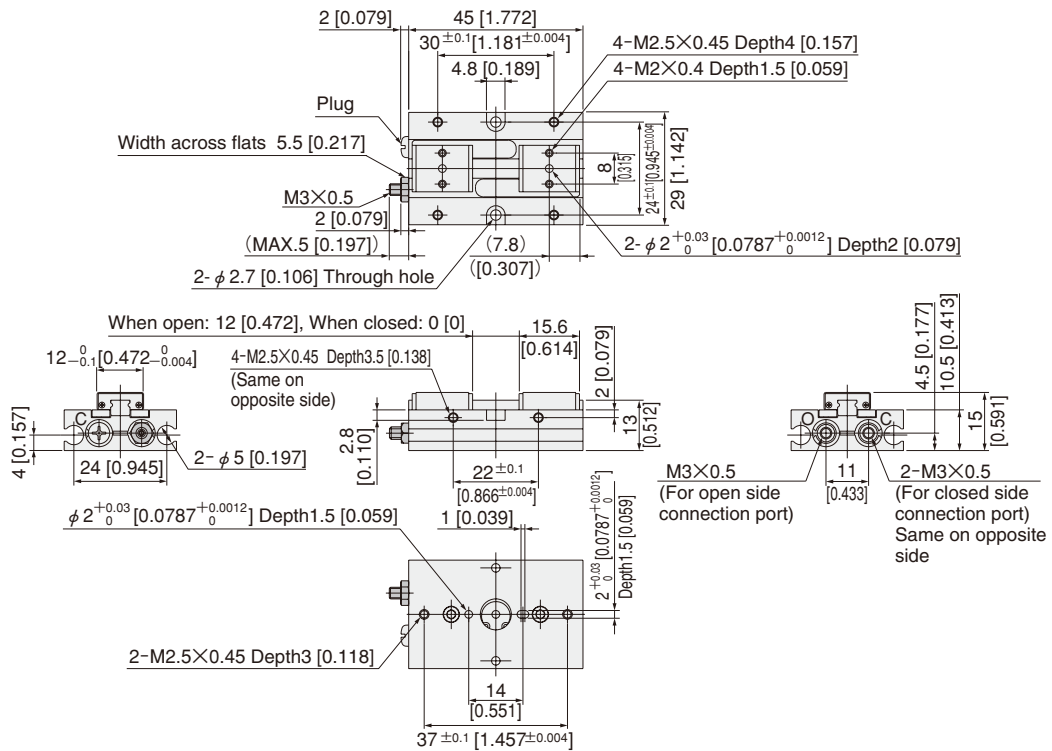 2 [0.079]
45 [1.772]
30 ±0.1 [1.181 ±0.004]
4.8 [0.189]
4-M2.5×0.45 Depth4 [0.157]
4-M2×0.4 Depth1.5 [0.059]
Plug
Width across flats 5.5 [0.217]
M3×0.5
2 [0.079]
(MAX.5 [0.197])
2-φ2.7 [0.106] Through hole
(7.8)
([0.307])
8
[0.315]
24±0.1[0.945±0.004]
29 [1.142]
2-φ2 +0.03 0 [0.0787 +0.0012 0] Depth2 [0.079]
When open: 12 [0.472], When closed: 0 [0]
15.6
[0.614]
2 [0.079]
12 0 −0.1 [0.472 0 −0.004]
4-M2.5×0.45 Depth3.5 [0.138]
(Same on
opposite side)
C
O
4 [0.157]
24 [0.945]
2-φ5 [0.197]
2.8
[0.110]
22 ±0.1
[0.866±0.004]
13
[0.512]
4.5 [0.177]
10.5 [0.413]
15
[0.591]
O
C
M3×0.5
(For open side
connection port)
11
[0.433]
2-M3×0.5
(For closed side
connection port)
Same on opposite
side
φ2 +0.03 0 [0.0787 +0.0012 0] Depth1.5 [0.059]
1 [0.039]
2 +0.03 0 [0.0787 +0.0012 0]
Depth1.5 [0.059]
2-M2.5×0.45 Depth3 [0.118]
14
[0.551]
37 ±0.1 [1.457±0.004]